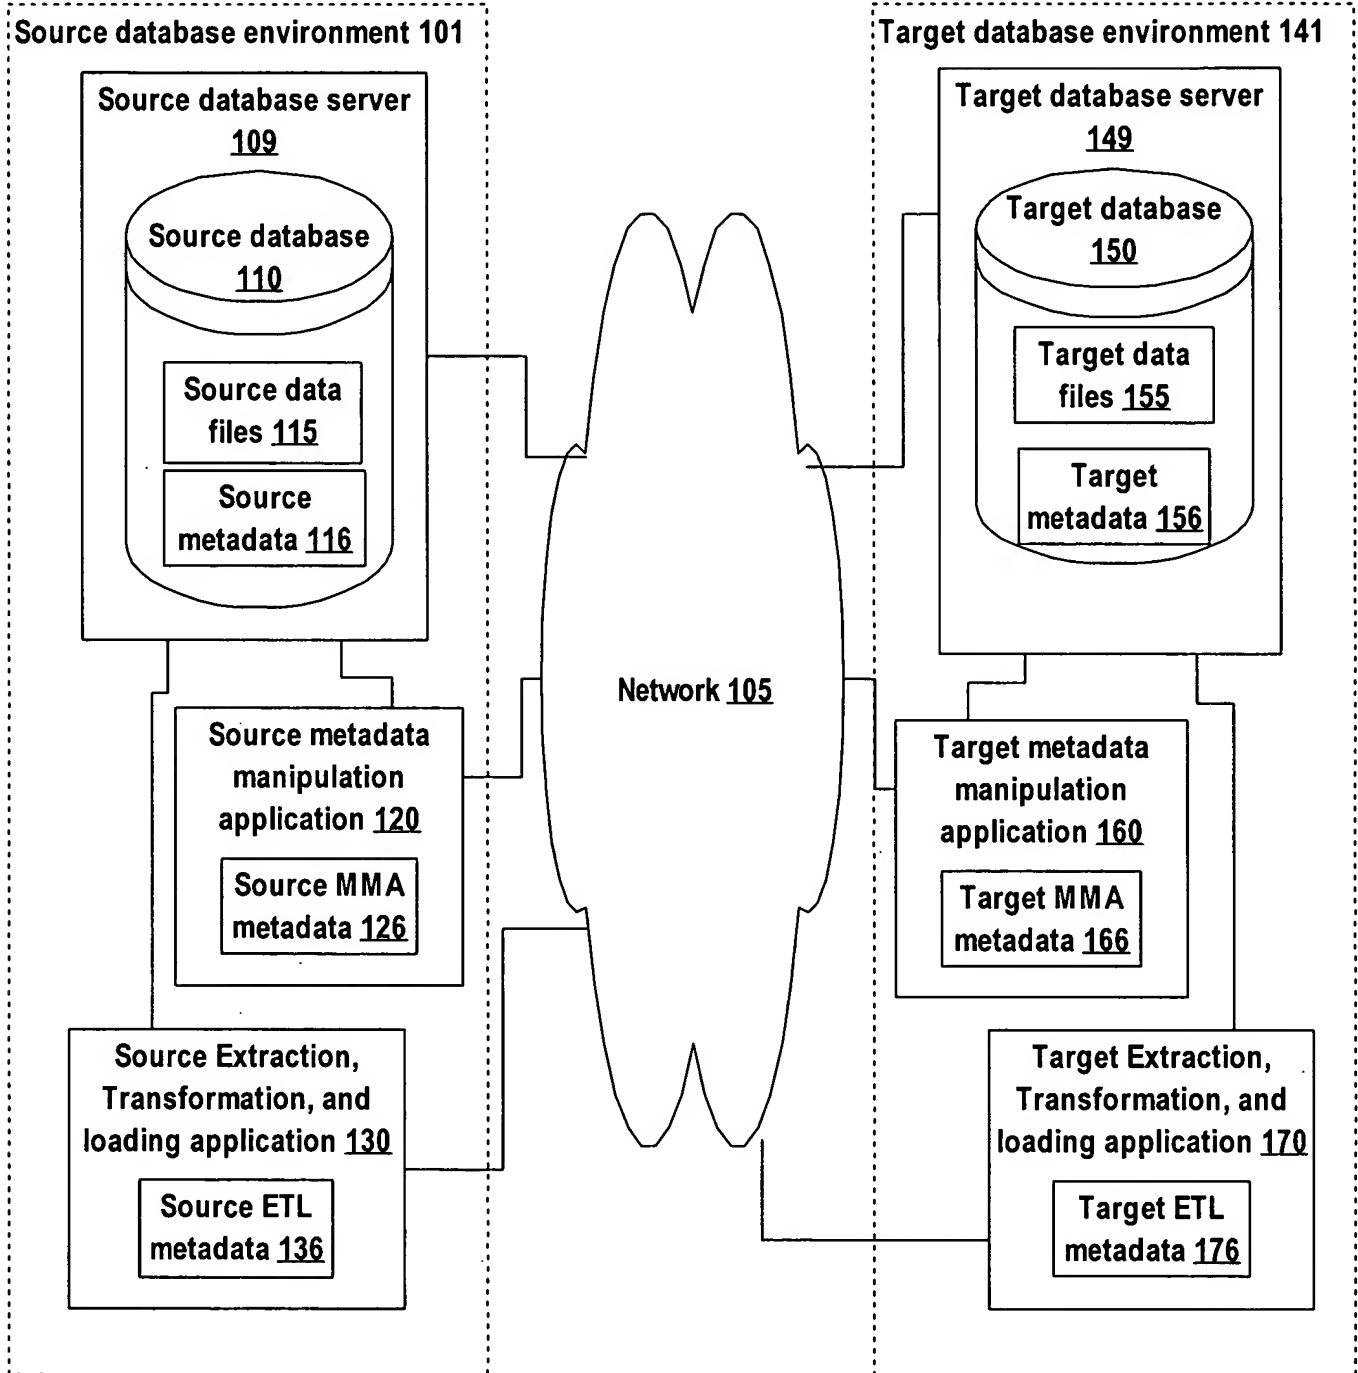 Source database environment 101
Source database server
109
Source database
110
Source data
files 115
Source
metadata 116
Source metadata
manipulation
application 120
Source MMA
metadata 126
Source Extraction,
Transformation, and
loading application 130
Source ETL
metadata 136
Network 105
Target database environment 141
Target database server
149
Target database
150
Target data
files 155
Target
metadata 156
Target metadata
manipulation
application 160
Target MMA
metadata 166
Target Extraction,
Transformation, and
loading application 170
Target ETL
metadata 176